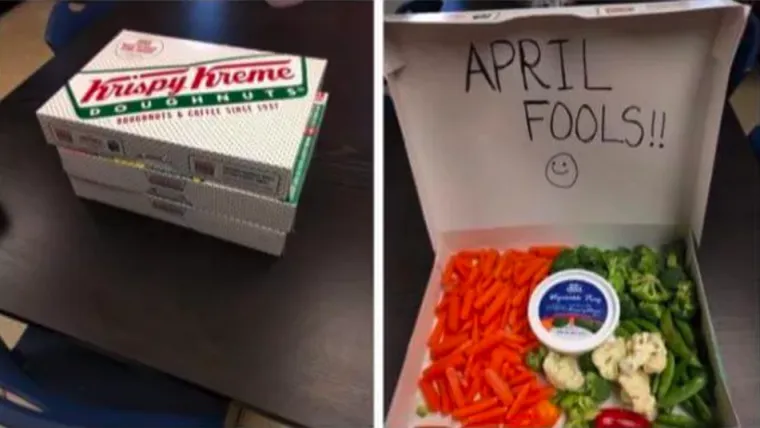 Krispy Kreme
DOUGHNUTS
DOUGHNUTS & COFFEE SINCE 1937
APRIL
FOOLS!!